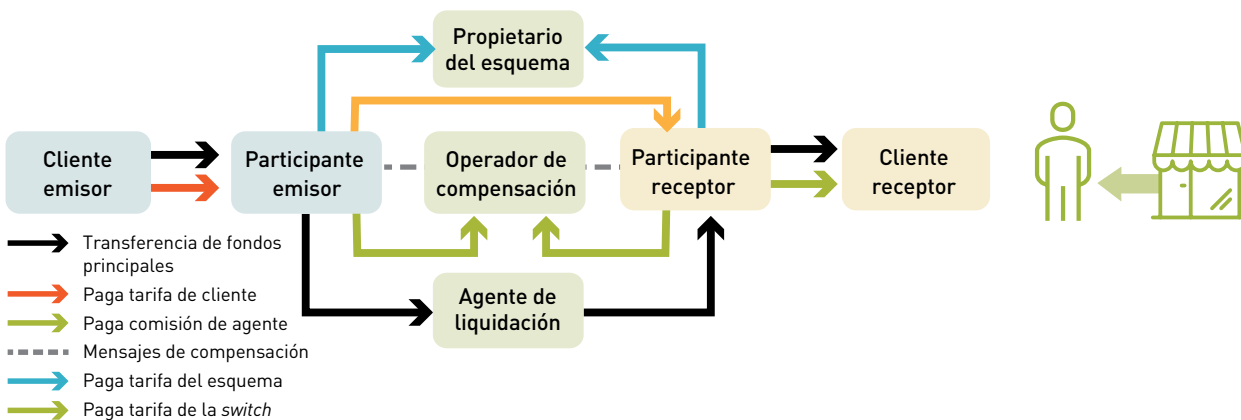 Propietario
del esquema
Cliente
emisor
Participante
emisor
Operador de
compensación
Participante
receptor
Cliente
receptor
Agente de
liquidación
Transferencia de fondos
principales
Paga tarifa de cliente
Paga comisión de agente
Mensajes de compensación
Paga tarifa del esquema
Paga tarifa de la switch